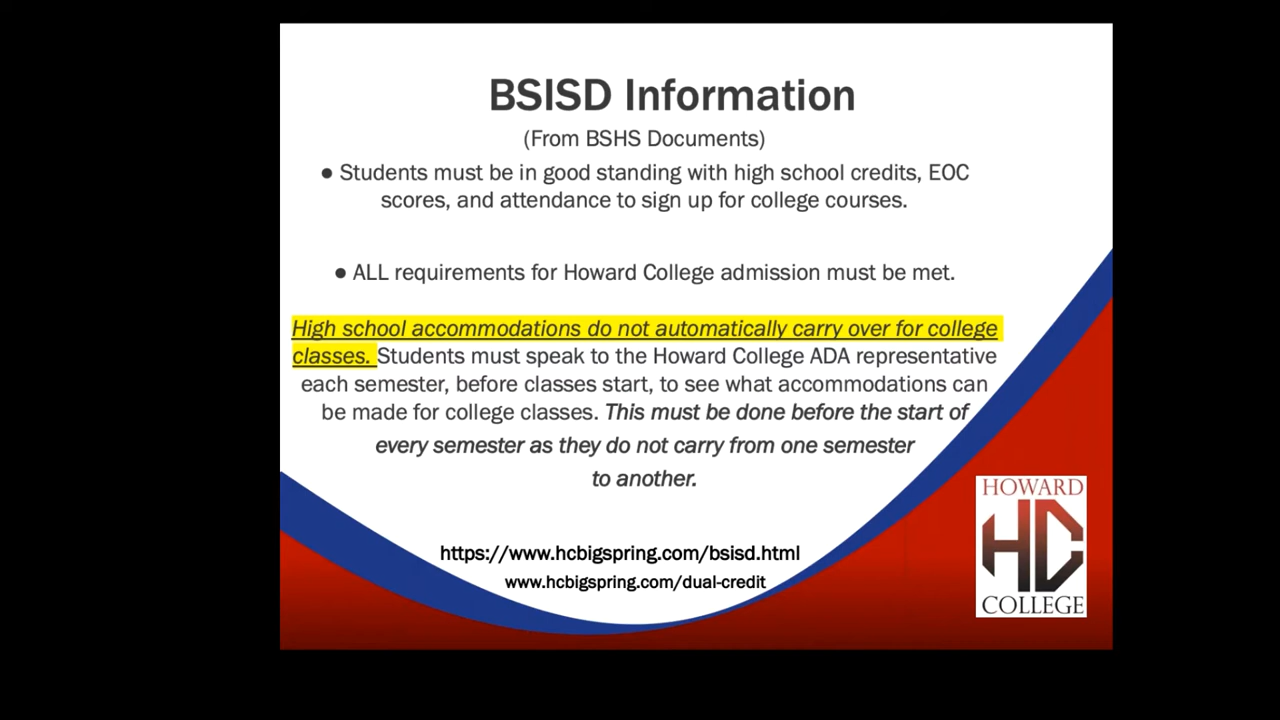 BSISD Information
(From BSHS Documents)
● Students must be in good standing with high school credits, EOC
scores, and attendance to sign up for college courses.
● ALL requirements for Howard College admission must be met.
High school accommodations do not automatically carry over for college
classes. Students must speak to the Howard College ADA representative
each semester, before classes start, to see what accommodations can
be made for college classes. This must be done before the start of
every semester as they do not carry from one semester
to another.
https://www.hcbigspring.com/bsisd.html
www.hcbigspring.com/dual-credit
HOWARD
HC
COLLEGE